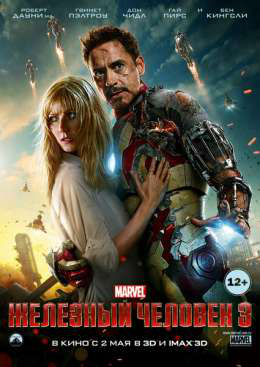 РОБЕРТ ГВИНЕТ ДОН ГАЙ И БЕН
ДАУНИ мл. ПЭЛТРОУ ЧИДЛ ПИРС КИНГСЛИ
12+
MARVEL
ЖЕЛЕЗНЫЙ ЧЕЛОВЕК 3
В КИНО С 2 МАЯ В 3D И IMAX 3D
MARVEL